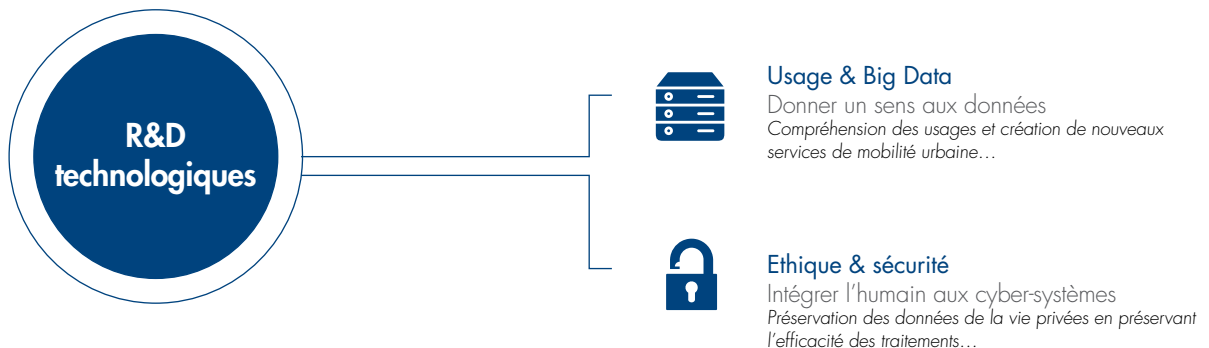 R&D
technologiques
Usage & Big Data
Donner un sens aux données
Compréhension des usages et création de nouveaux
services de mobilité urbaine…
Ethique & sécurité
Intégrer l’humain aux cyber-systèmes
Préservation des données de la vie privées en préservant
l’efficacité des traitements…